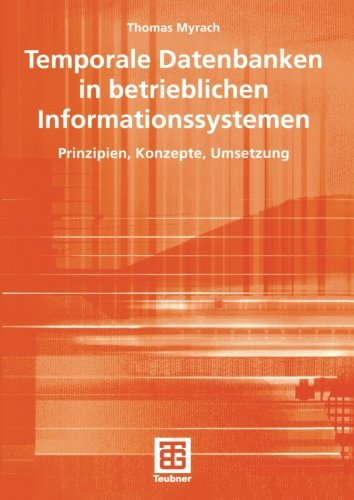 Thomas Myrach
Temporale Datenbanken
in betrieblichen
Informationssystemen
Prinzipien, Konzepte, Umsetzung
Teubner